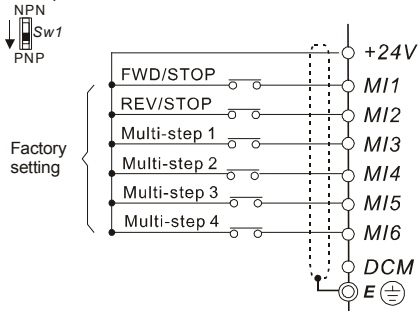 NPN
Sw1
PNP
+24V
FWD/STOP MI1
REV/STOP MI2
Multi-step 1 MI3
Factory setting
Multi-step 2 MI4
Multi-step 3 MI5
Multi-step 4 MI6
DCM
E